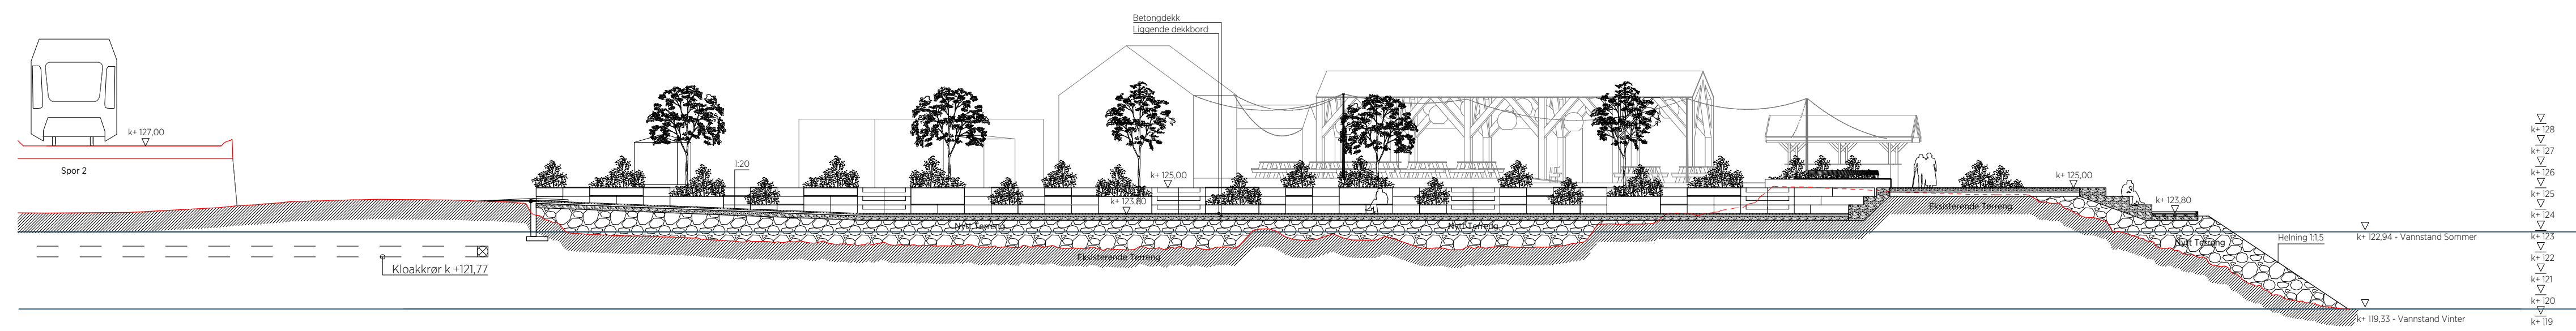 Betongdekk
Liggende dekkbord
k+ 127,00
Spor 2
1:20
k+ 125,00
k+ 123,80
Nytt Terreng
Nytt Terreng
Eksisterende Terreng
Kloakkrør k +121,77
Eksisterende Terreng
k+ 125,00
k+ 123,80
Nytt Terreng
Helning 1:1,5
k+ 122,94 - Vannstand Sommer
k+ 119,33 - Vannstand Vinter
k+ 128
k+ 127
k+ 126
k+ 125
k+ 124
k+ 123
k+ 122
k+ 121
k+ 120
k+ 119